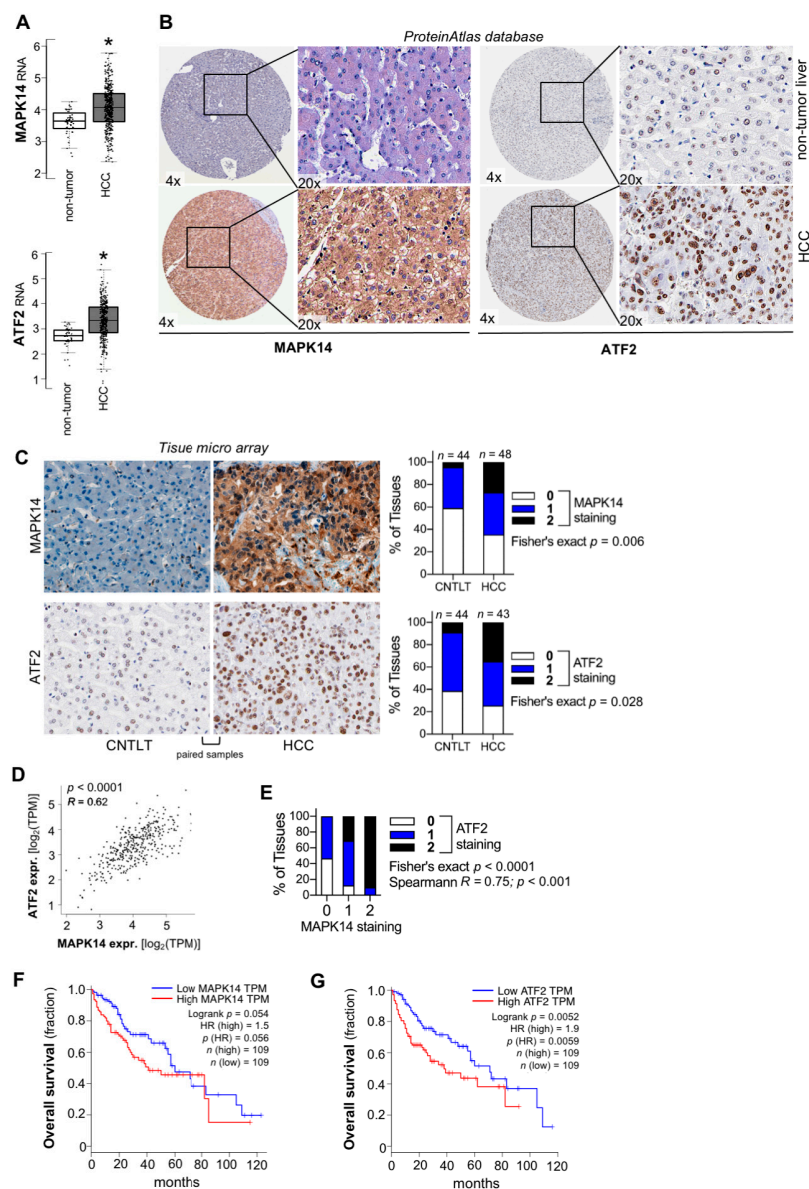 A
MAPK14 RNA
6
5
4
3
2
*
non-tumor
HCC
ATF2 RNA
6
5
4
3
2
1
*
non-tumor
HCC
B
ProteinAtlas database
4x
20x
4x
20x
non-tumor liver
4x
20x
4x
20x
HCC
MAPK14
ATF2
C
Tisue micro array
MAPK14
ATF2
CNTLT
HCC
paired samples
n = 44 n = 48
% of Tissues
100
80
60
40
20
0
CNTLT HCC
0
1
2
MAPK14
staining
Fisher's exact p = 0.006
n = 44 n = 43
% of Tissues
100
80
60
40
20
0
CNTLT HCC
0
1
2
ATF2
staining
Fisher's exact p = 0.028
D
p < 0.0001
R = 0.62
ATF2 expr. [log2(TPM)]
5
4
3
2
1
2 3 4 5
MAPK14 expr. [log2(TPM)]
E
% of Tissues
100
80
60
40
20
0
0 1 2
MAPK14 staining
0
1
2
ATF2
staining
Fisher's exact p < 0.0001
Spearmann R = 0.75; p < 0.001
F
Low MAPK14 TPM
High MAPK14 TPM
Logrank p = 0.054
HR (high) = 1.5
p (HR) = 0.056
n (high) = 109
n (low) = 109
Overall survival (fraction)
1.0
0.8
0.6
0.4
0.2
0
0 20 40 60 80 100 120
months
G
Low ATF2 TPM
High ATF2 TPM
Logrank p = 0.0052
HR (high) = 1.9
p (HR) = 0.0059
n (high) = 109
n (low) = 109
Overall survival (fraction)
1.0
0.8
0.6
0.4
0.2
0
0 20 40 60 80 100 120
months